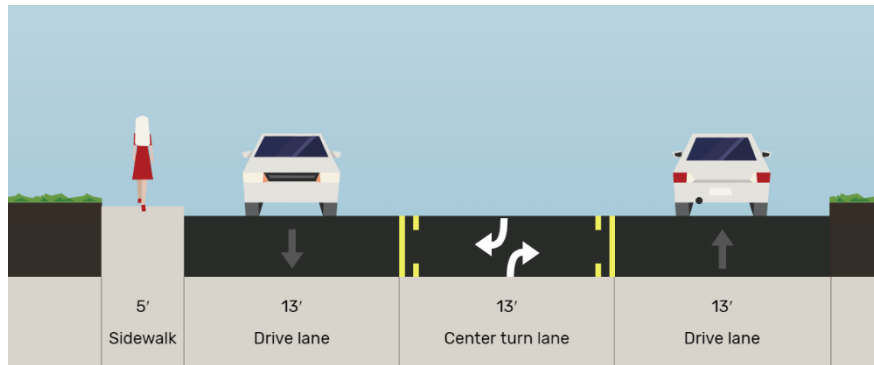 5′ 13′ 13′ 13′
Sidewalk Drive lane Center turn lane Drive lane